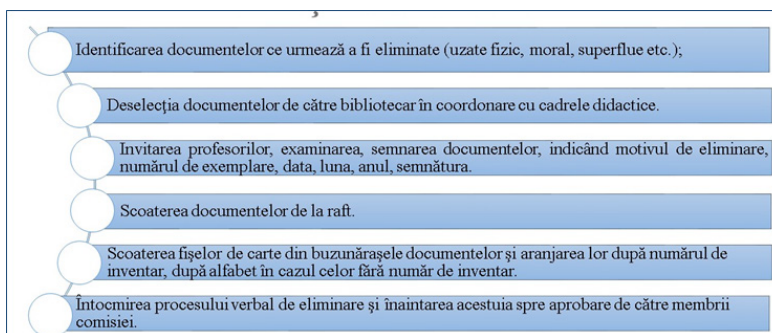 Identificarea documentelor ce urmează a fi eliminate (uzate fizic, moral, superflue etc.);
Deselecția documentelor de către bibliotecar în coordonare cu cadrele didactice.
Invitarea profesorilor, examinarea, semnarea documentelor, indicând motivul de eliminare,
numărul de exemplare, data, luna, anul, semnătura.
Scoaterea documentelor de la raft.
Scoaterea fișelor de carte din buzunărașele documentelor și aranjarea lor după numărul de
inventar, după alfabet în cazul celor fără număr de inventar.
Întocmirea procesului verbal de eliminare și înaintarea acestuia spre aprobare de către membrii
comisiei.